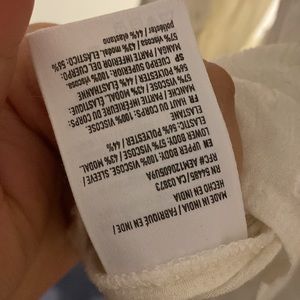 MADE IN INDIA / FABRIQUÉ EN INDE /
HECHO EN INDIA
RN 54485 / CA 03873
RFC# AEM120605U9A
EN UPPER BODY: 100% VISCOSE. SLEEVE /
LOWER BODY: 57% VISCOSE / 43% MODAL.
ELASTIC: 56% POLYESTER / 44%
ELASTANE
FR HAUT DU CORPS: 100% VISCOSE.
MANCHE / PARTIE INFÉRIEURE DU CORPS:
57% VISCOSE / 43% MODAL. ÉLASTIQUE:
56% POLYESTER / 44% ÉLASTHANNE
SP CUERPO SUPERIOR: 100% viscosa.
MANGA / PARTE INFERIOR DEL CUERPO:
57% viscosa / 43% modal. ELÁSTICO: 56%
poliéster / 44% elastano